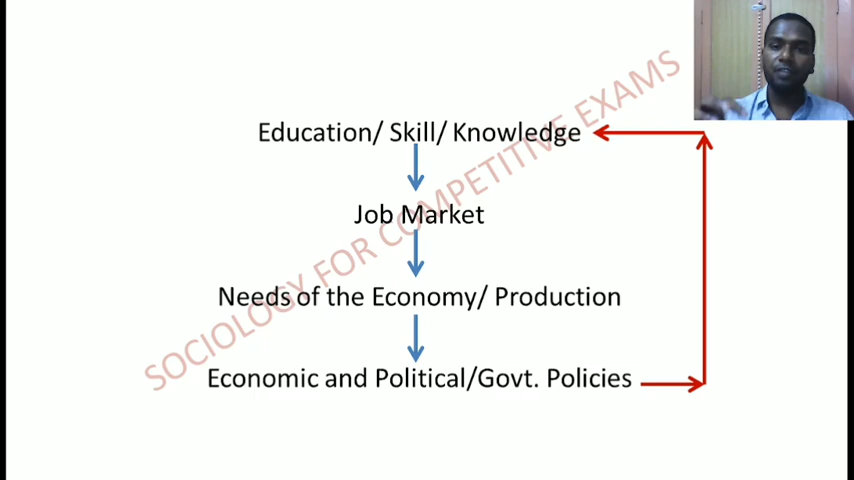 Education/ Skill/ Knowledge
Job Market
Needs of the Economy/ Production
Economic and Political/Govt. Policies
SOCIOLOGY FOR COMPETITIVE EXAMS